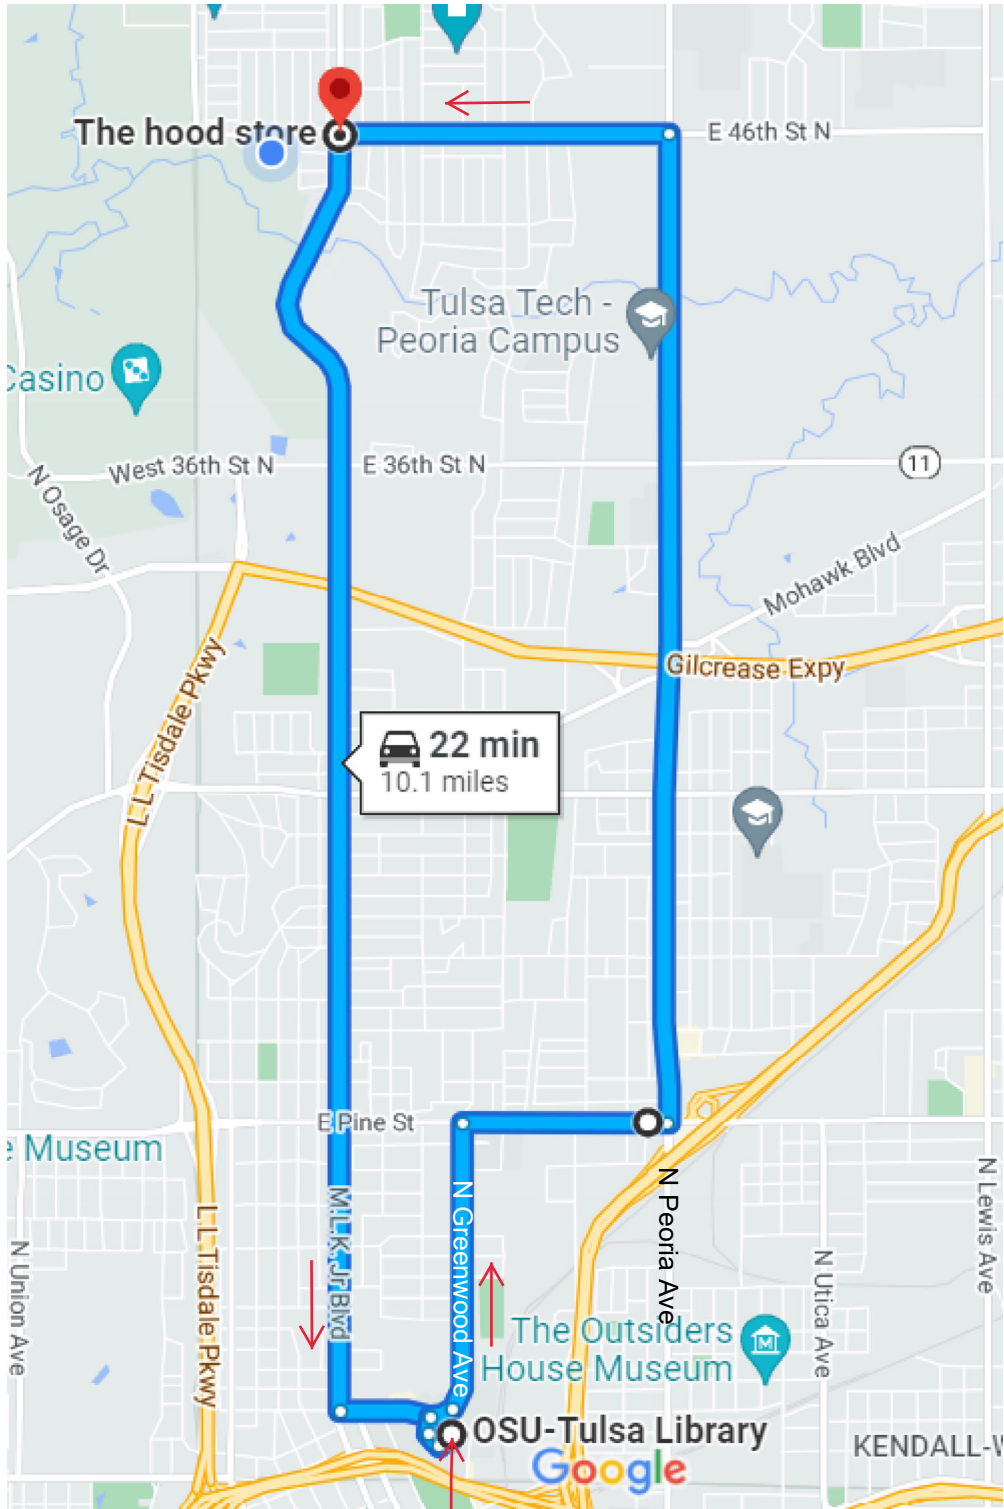 The hood store
E 46th St N
Tulsa Tech -
Peoria Campus
Casino
West 36th St N
E 36th St N
11
N Osage Dr
Mohawk Blvd
Gilcrease Expy
L L Tisdale Pkwy
22 min
10.1 miles
E Pine St
e Museum
M.L.K. Jr Blvd
N Greenwood Ave
N Peoria Ave
N Lewis Ave
L L Tisdale Pkwy
N Union Ave
N Utica Ave
The Outsiders
House Museum
OSU-Tulsa Library
KENDALL-W
Google